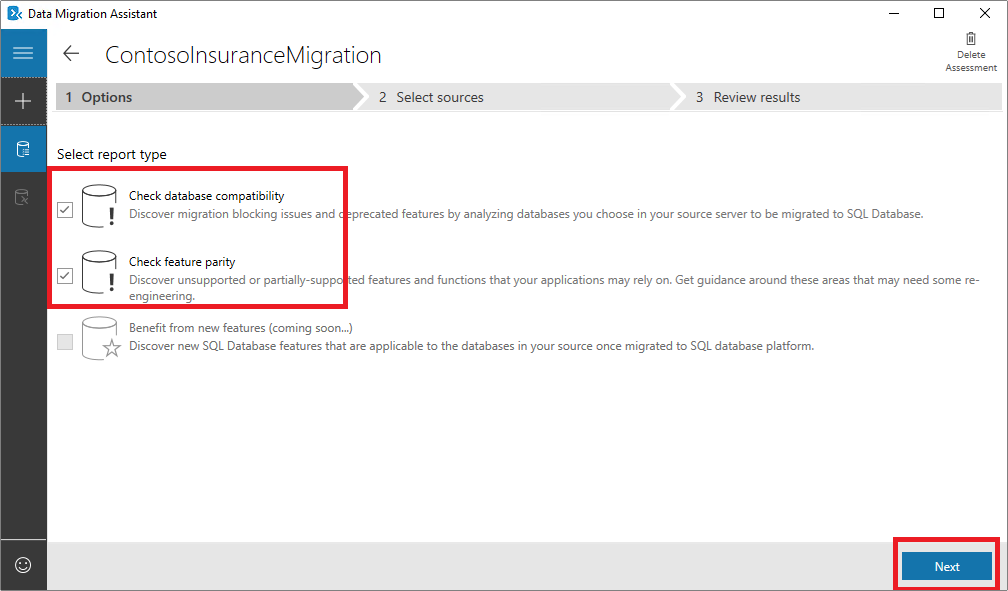 Data Migration Assistant
ContosoInsuranceMigration
Delete
Assessment
1 Options
2 Select sources
3 Review results
Select report type
Check database compatibility
Discover migration blocking issues and deprecated features by analyzing databases you choose in your source server to be migrated to SQL Database.
Check feature parity
Discover unsupported or partially-supported features and functions that your applications may rely on. Get guidance around these areas that may need some re-
engineering.
Benefit from new features (coming soon...)
Discover new SQL Database features that are applicable to the databases in your source once migrated to SQL database platform.
Next